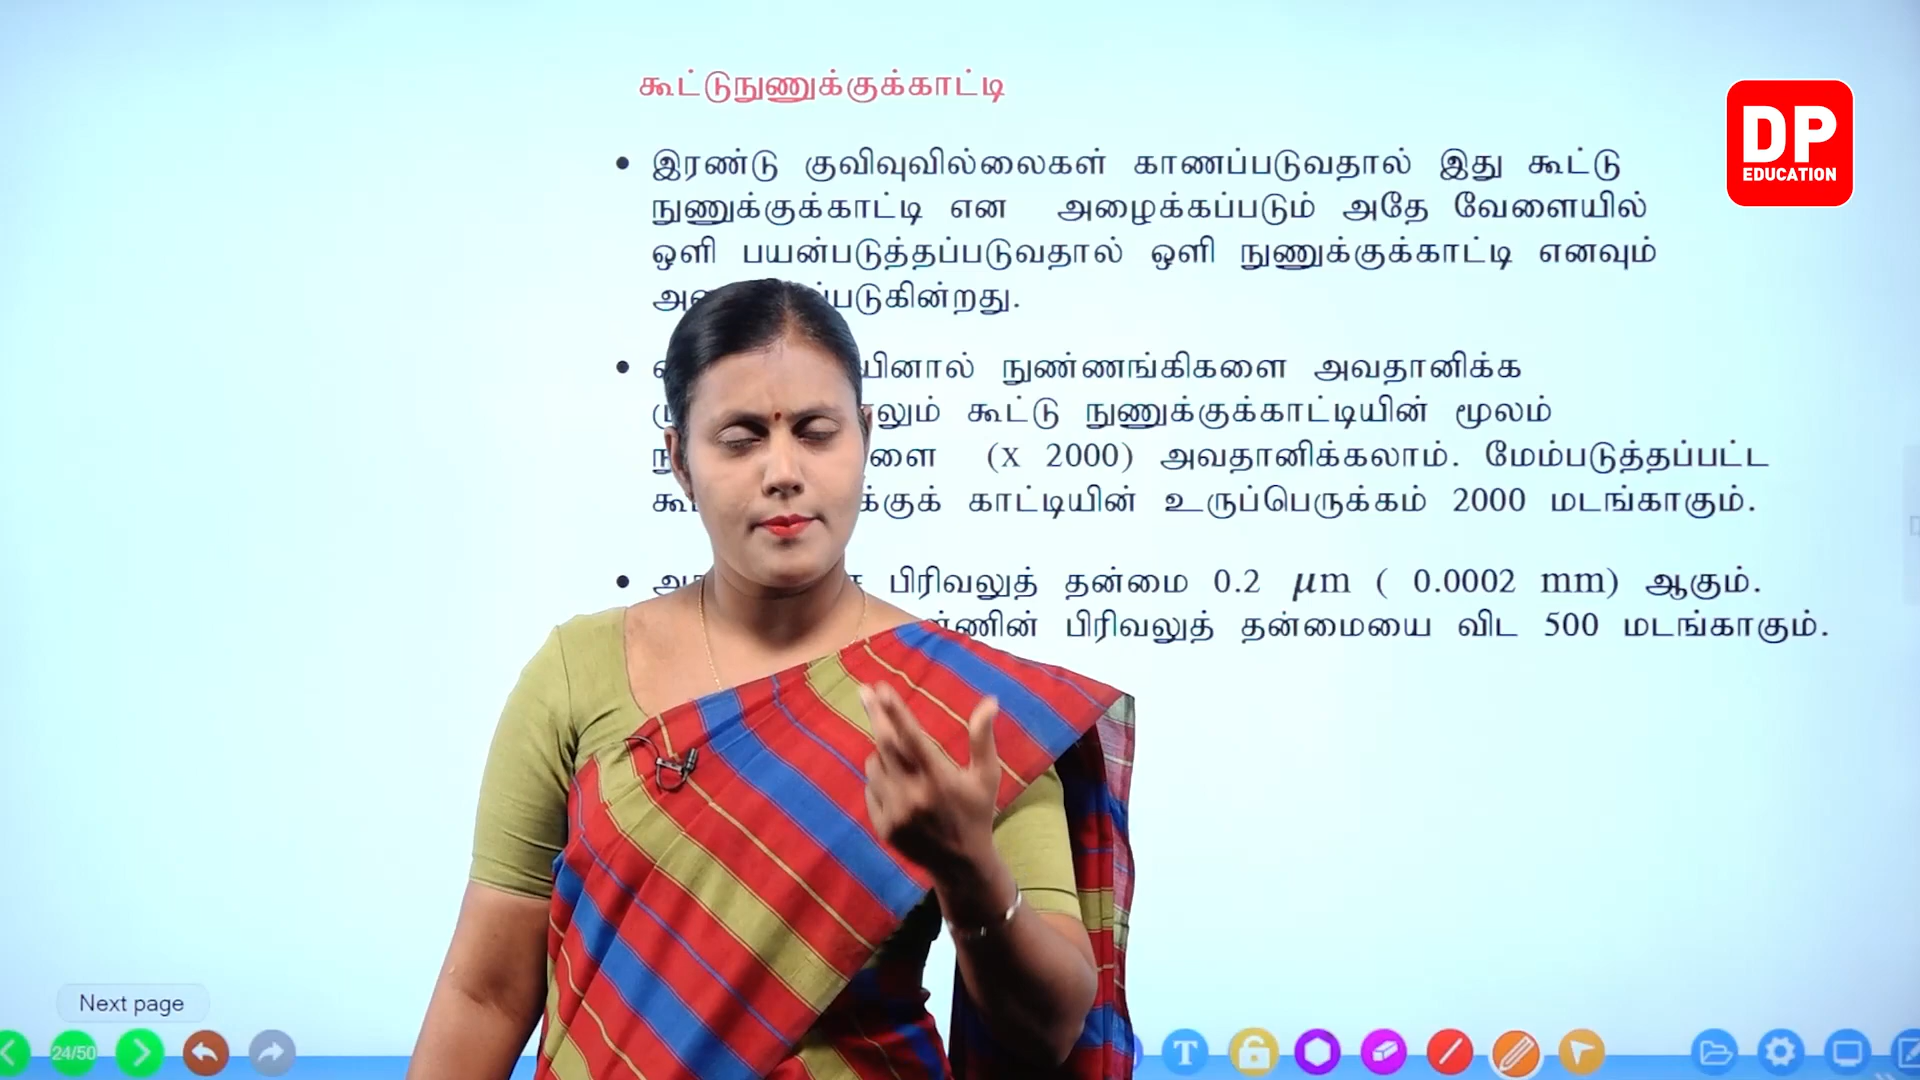 கூட்டுநுணுக்குக்காட்டி
DP
EDUCATION
• இரண்டு குவிவுவில்லைகள் காணப்படுவதால் இது கூட்டு
நுணுக்குக்காட்டி என அழைக்கப்படும் அதே வேளையில்
ஒளி பயன்படுத்தப்படுவதால் ஒளி நுணுக்குக்காட்டி எனவும்
• நுண்ணங்கிகளை அவதானிக்க
கூட்டு நுணுக்குக்காட்டியின் மூலம்
(x 2000) அவதானிக்கலாம். மேம்படுத்தப்பட்ட
காட்டியின் உருப்பெருக்கம் 2000 மடங்காகும்.
• பிரிவலுத் தன்மை 0.2 μm ( 0.0002 mm) ஆகும்.
பிரிவலுத் தன்மையை விட 500 மடங்காகும்.
Next page
24/50
T